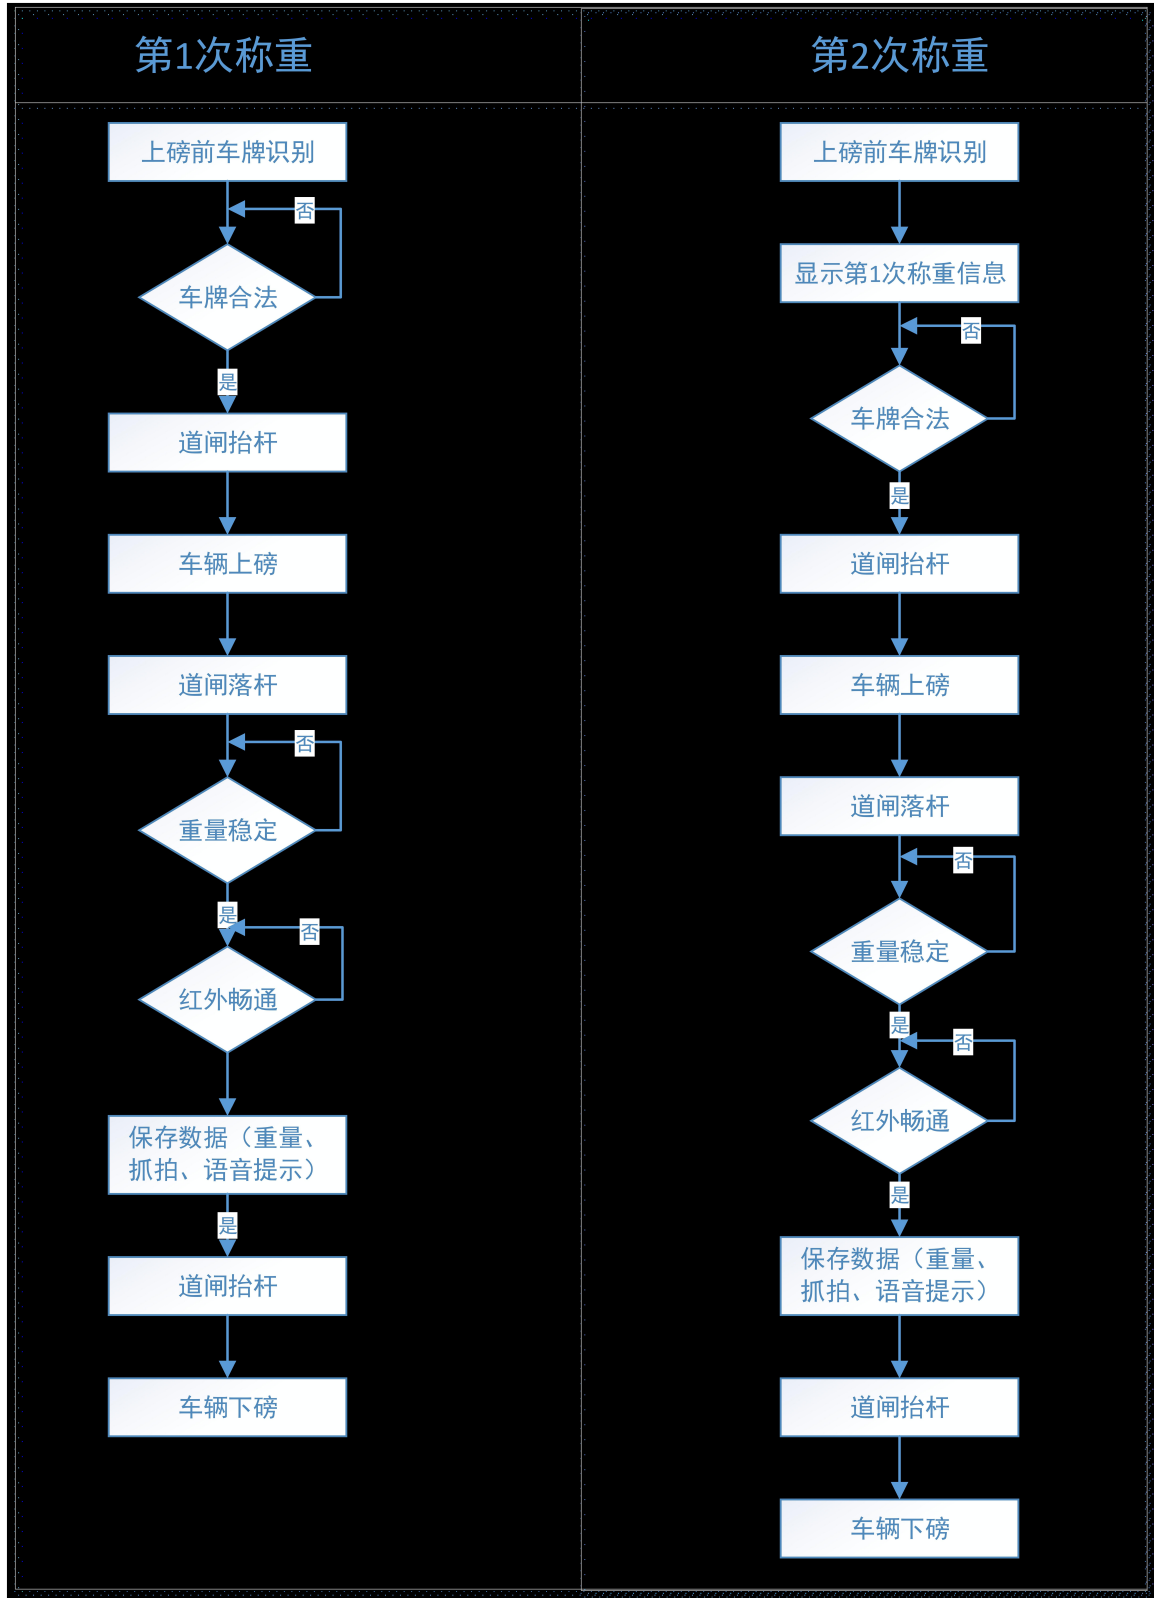 第1次称重
上磅前车牌识别
否
车牌合法
是
道闸抬杆
车辆上磅
道闸落杆
否
重量稳定
是
否
红外畅通
保存数据（重量、
抓拍、语音提示）
是
道闸抬杆
车辆下磅
第2次称重
上磅前车牌识别
显示第1次称重信息
否
车牌合法
是
道闸抬杆
车辆上磅
道闸落杆
否
重量稳定
是
否
红外畅通
是
保存数据（重量、
抓拍、语音提示）
道闸抬杆
车辆下磅